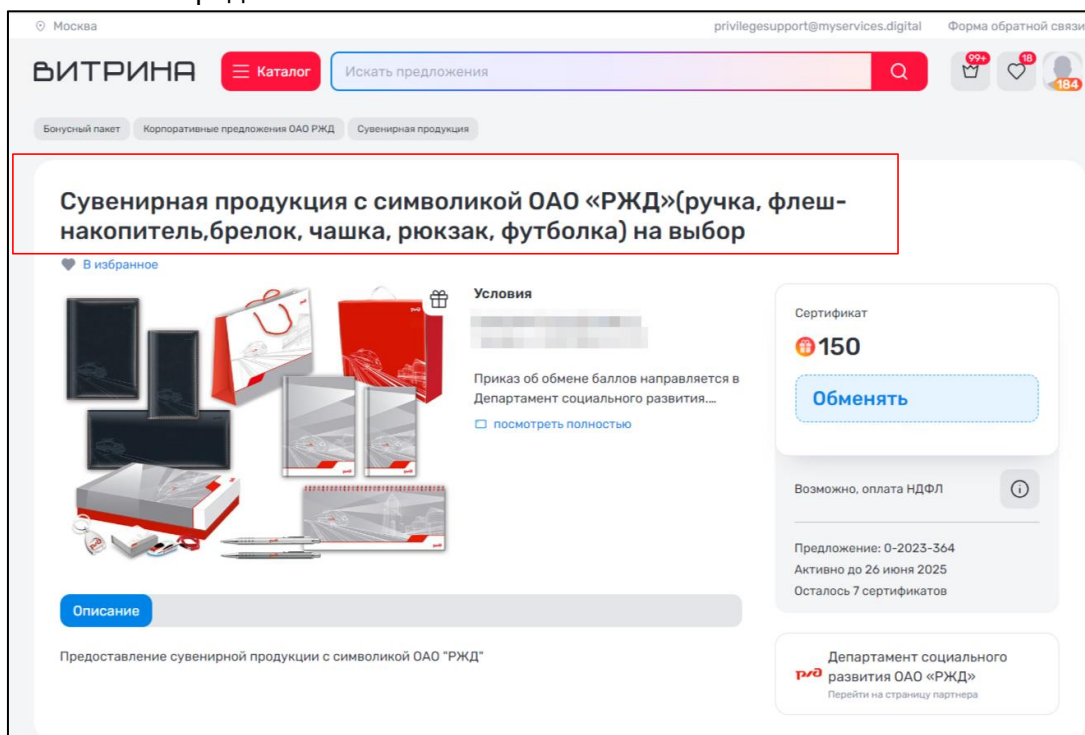 Москва
privilegesupport@myservices.digital Форма обратной связи
ВИТРИНА
Каталог
Искать предложения
99+
18
184
Бонусный пакет Корпоративные предложения ОАО РЖД Сувенирная продукция
Сувенирная продукция с символикой ОАО «РЖД»(ручка, флеш-
накопитель,брелок, чашка, рюкзак, футболка) на выбор
В избранное
Условия
Приказ об обмене баллов направляется в
Департамент социального развития....
посмотреть полностью
Сертификат
150
Обменять
Возможно, оплата НДФЛ
Предложение: 0-2023-364
Активно до 26 июня 2025
Осталось 7 сертификатов
Описание
Предоставление сувенирной продукции с символикой ОАО "РЖД"
Департамент социального
развития ОАО «РЖД»
Перейти на страницу партнера